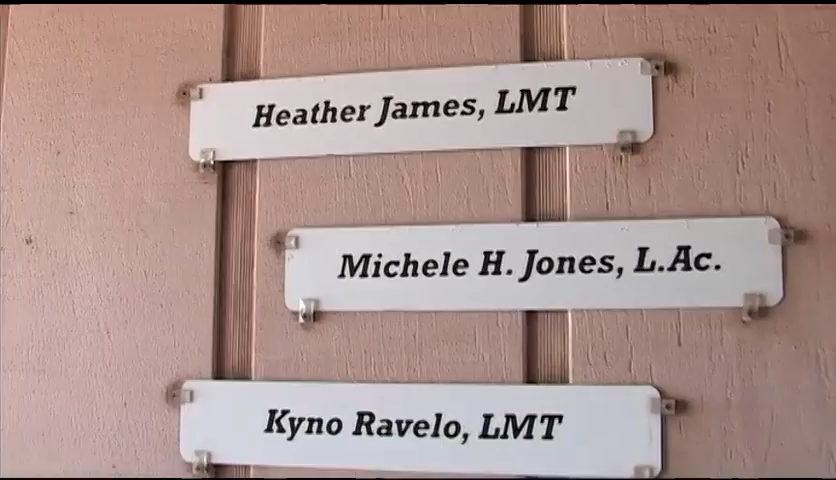 Heather James, LMT
Michele H. Jones, L.Ac.
Kyno Ravelo, LMT